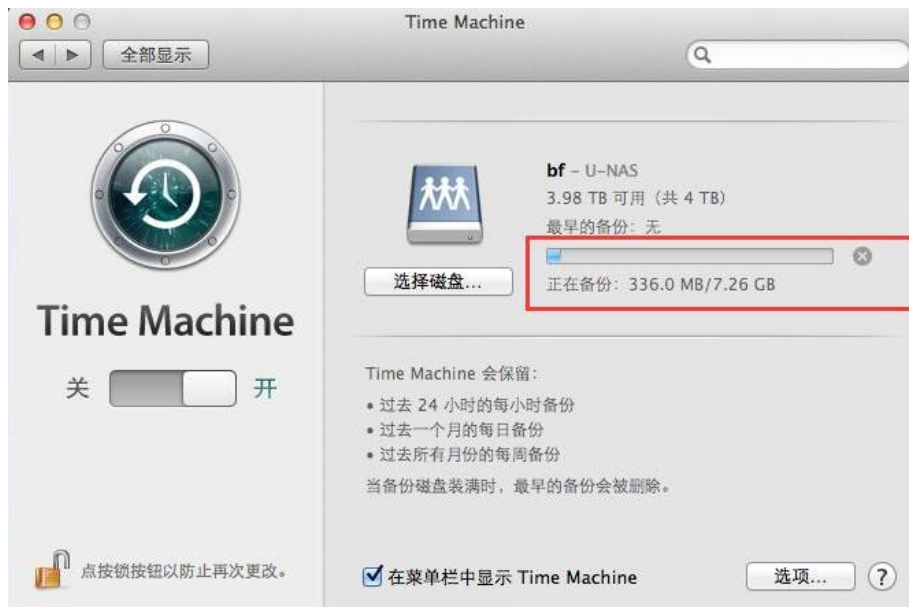 Time Machine
全部显示
bf – U-NAS
3.98 TB 可用（共 4 TB）
最早的备份：无
选择磁盘...
正在备份：336.0 MB/7.26 GB
Time Machine
关 开
Time Machine 会保留：
• 过去 24 小时的每小时备份
• 过去一个月的每日备份
• 过去所有月份的每周备份
当备份磁盘装满时，最早的备份会被删除。
点按锁按钮以防止再次更改。
在菜单栏中显示 Time Machine
选项...
?